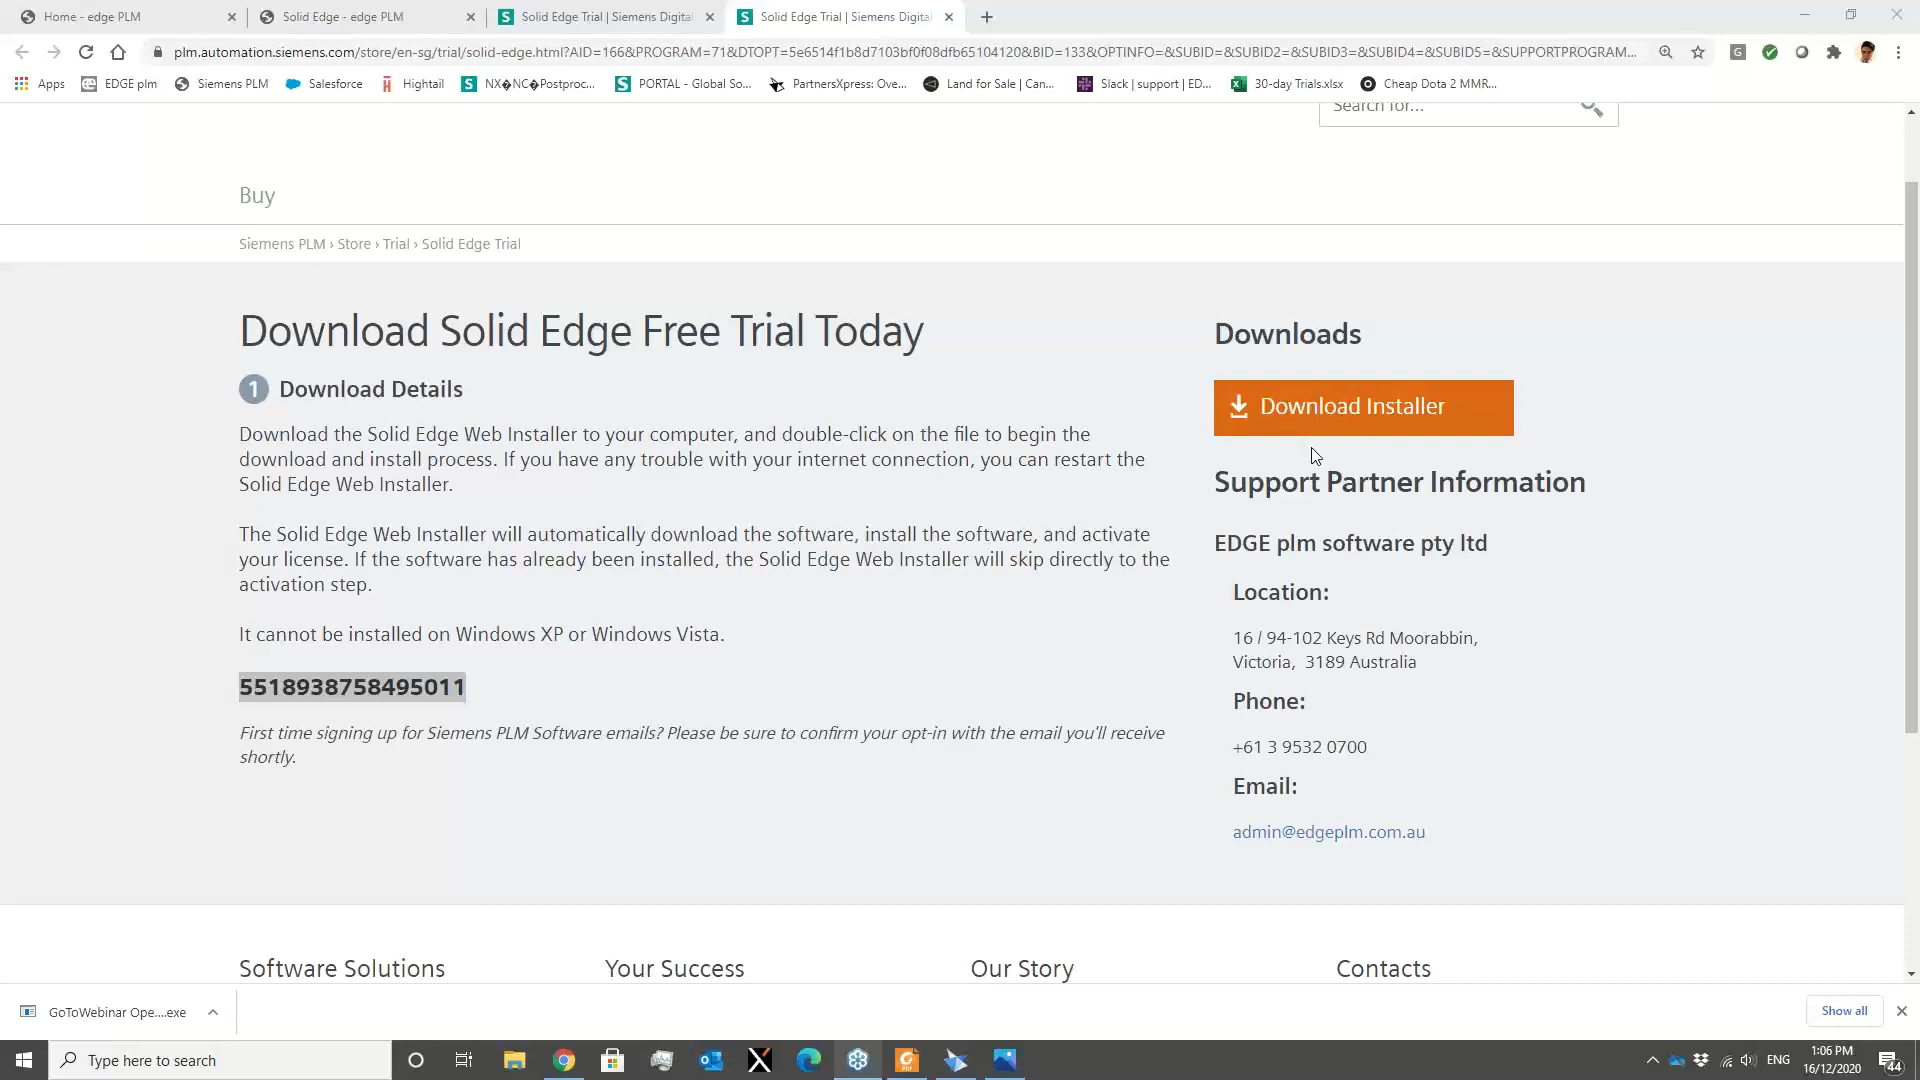 Home - edge PLM
Solid Edge - edge PLM
Solid Edge Trial | Siemens Digital
Solid Edge Trial | Siemens Digital
plm.automation.siemens.com/store/en-sg/trial/solid-edge.html?AID=166&PROGRAM=71&DTOPT=5e6514f1b8d7103bf0f08dfb65104120&BID=133&OPTINFO=&SUBID=&SUBID2=&SUBID3=&SUBID4=&SUBID5=&SUPPORTPROGRAM...
Apps
EDGE plm
Siemens PLM
Salesforce
Hightail
NX�NC�Postproc...
PORTAL - Global So...
PartnersXpress: Ove...
Land for Sale | Can...
Slack | support | ED...
30-day Trials.xlsx
Cheap Dota 2 MMR...
Search for...
Buy
Siemens PLM › Store › Trial › Solid Edge Trial
Download Solid Edge Free Trial Today
1 Download Details
Download the Solid Edge Web Installer to your computer, and double-click on the file to begin the
download and install process. If you have any trouble with your internet connection, you can restart the
Solid Edge Web Installer.
The Solid Edge Web Installer will automatically download the software, install the software, and activate
your license. If the software has already been installed, the Solid Edge Web Installer will skip directly to the
activation step.
It cannot be installed on Windows XP or Windows Vista.
5518938758495011
First time signing up for Siemens PLM Software emails? Please be sure to confirm your opt-in with the email you'll receive
shortly.
Downloads
Download Installer
Support Partner Information
EDGE plm software pty ltd
Location:
16 / 94-102 Keys Rd Moorabbin,
Victoria, 3189 Australia
Phone:
+61 3 9532 0700
Email:
admin@edgeplm.com.au
Software Solutions
Your Success
Our Story
Contacts
GoToWebinar Ope....exe
Show all
Type here to search
ENG
1:06 PM
16/12/2020
44